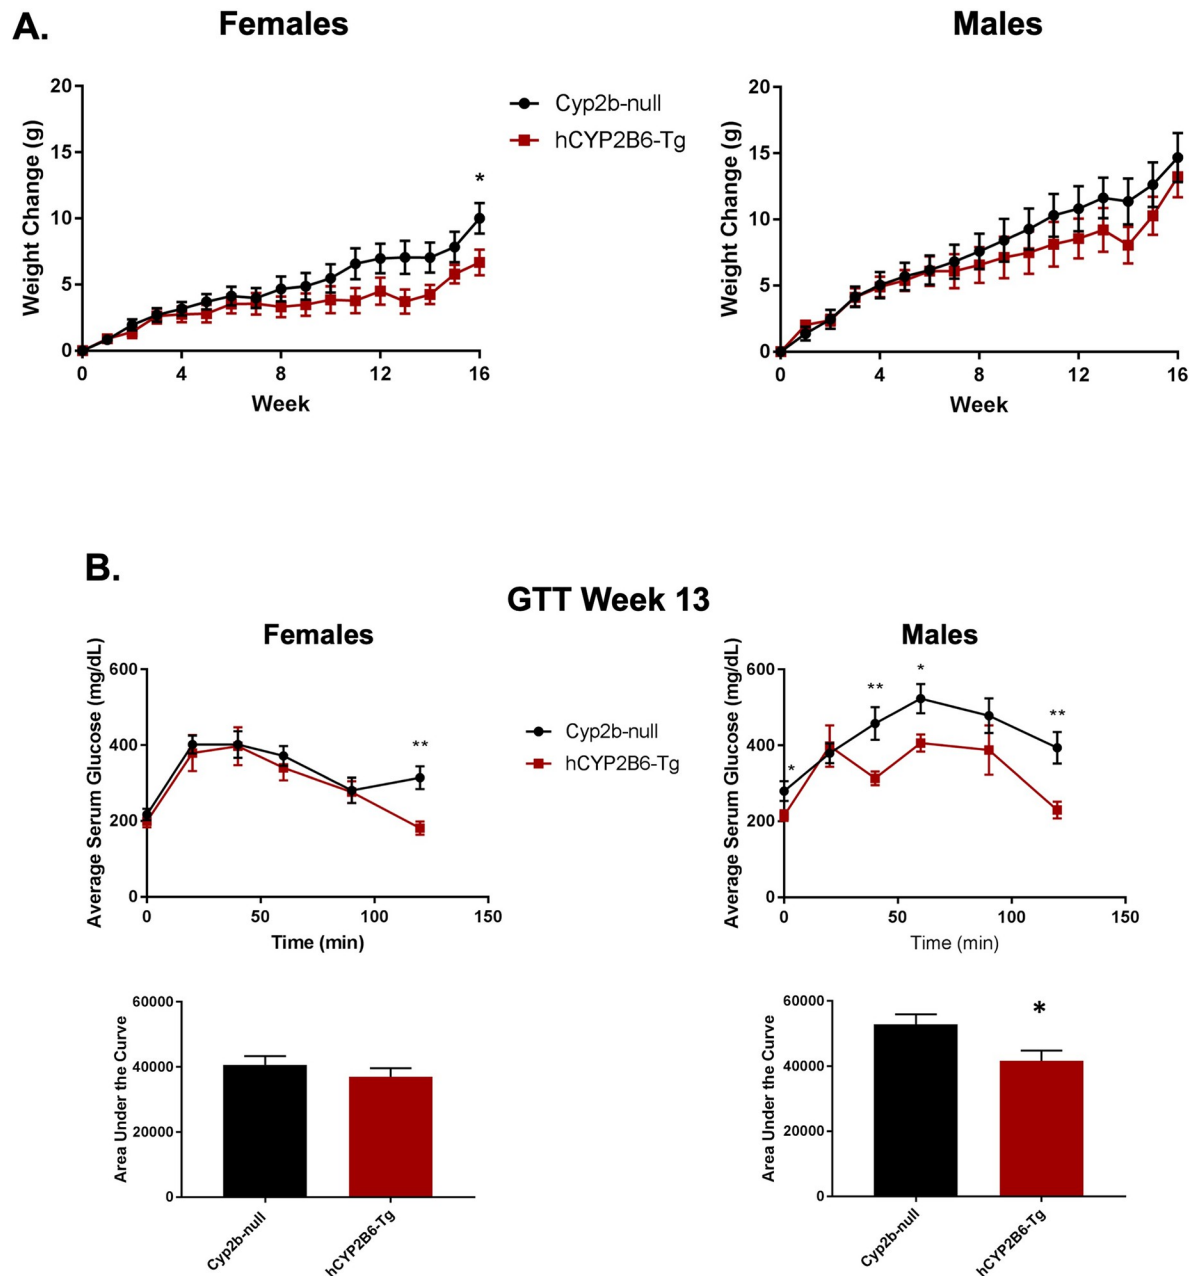 A.
Females
Males
Weight Change (g)
20
15
10
5
0
*
0 4 8 12 16
Week
Cyp2b-null
hCYP2B6-Tg
Weight Change (g)
20
15
10
5
0
0 4 8 12 16
Week
B.
GTT Week 13
Females
Males
Average Serum Glucose (mg/dL)
600
400
200
0
**
0 50 100 150
Time (min)
Cyp2b-null
hCYP2B6-Tg
Average Serum Glucose (mg/dL)
600
400
200
0
*
**
*
**
0 50 100 150
Time (min)
Area Under the Curve
60000
40000
20000
0
Cyp2b-null
hCYP2B6-Tg
Area Under the Curve
60000
40000
20000
0
*
Cyp2b-null
hCYP2B6-Tg